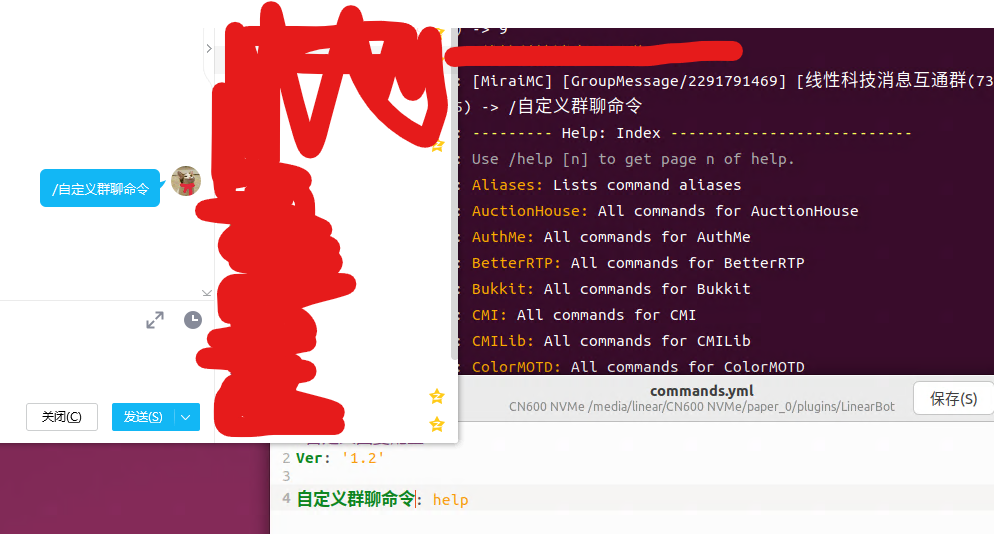 ) -> 9
: [MiraiMC] [GroupMessage/2291791469] [线性科技消息互通群(73
5) -> /自定义群聊命令
: --------- Help: Index ---------------------------
: Use /help [n] to get page n of help.
: Aliases: Lists command aliases
: AuctionHouse: All commands for AuctionHouse
: AuthMe: All commands for AuthMe
: BetterRTP: All commands for BetterRTP
: Bukkit: All commands for Bukkit
: CMI: All commands for CMI
: CMILib: All commands for CMILib
: ColorMOTD: All commands for ColorMOTD
/自定义群聊命令
关闭(C)
发送(S)
commands.yml
CN600 NVMe /media/linear/CN600 NVMe/paper_0/plugins/LinearBot
保存(S)
2 Ver: '1.2'
3
4 自定义群聊命令: help